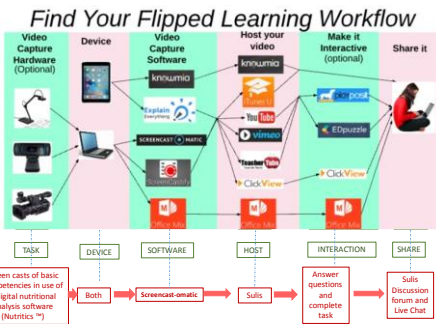 Find Your Flipped Learning Workflow
Video
Capture
Hardware
(Optional)
Device
Video
Capture
Software
Host your
video
Make it
Interactive
(optional)
Share it
knowmia
Explain
Everything
SCREENCAST-O-MATIC
Screencastify
Office Mix
knowmia
iTunes U
YouTube
vimeo
TeacherTube
ClickView
Office Mix
playposit
EDpuzzle
ClickView
Office Mix
TASK
DEVICE
SOFTWARE
HOST
INTERACTION
SHARE
een casts of basic
petencies in use of
igital nutritional
nalysis software
(Nutritics ™)
Both
Screencast-omatic
Sulis
Answer
questions
and
complete
task
Sulis
Discussion
forum and
Live Chat